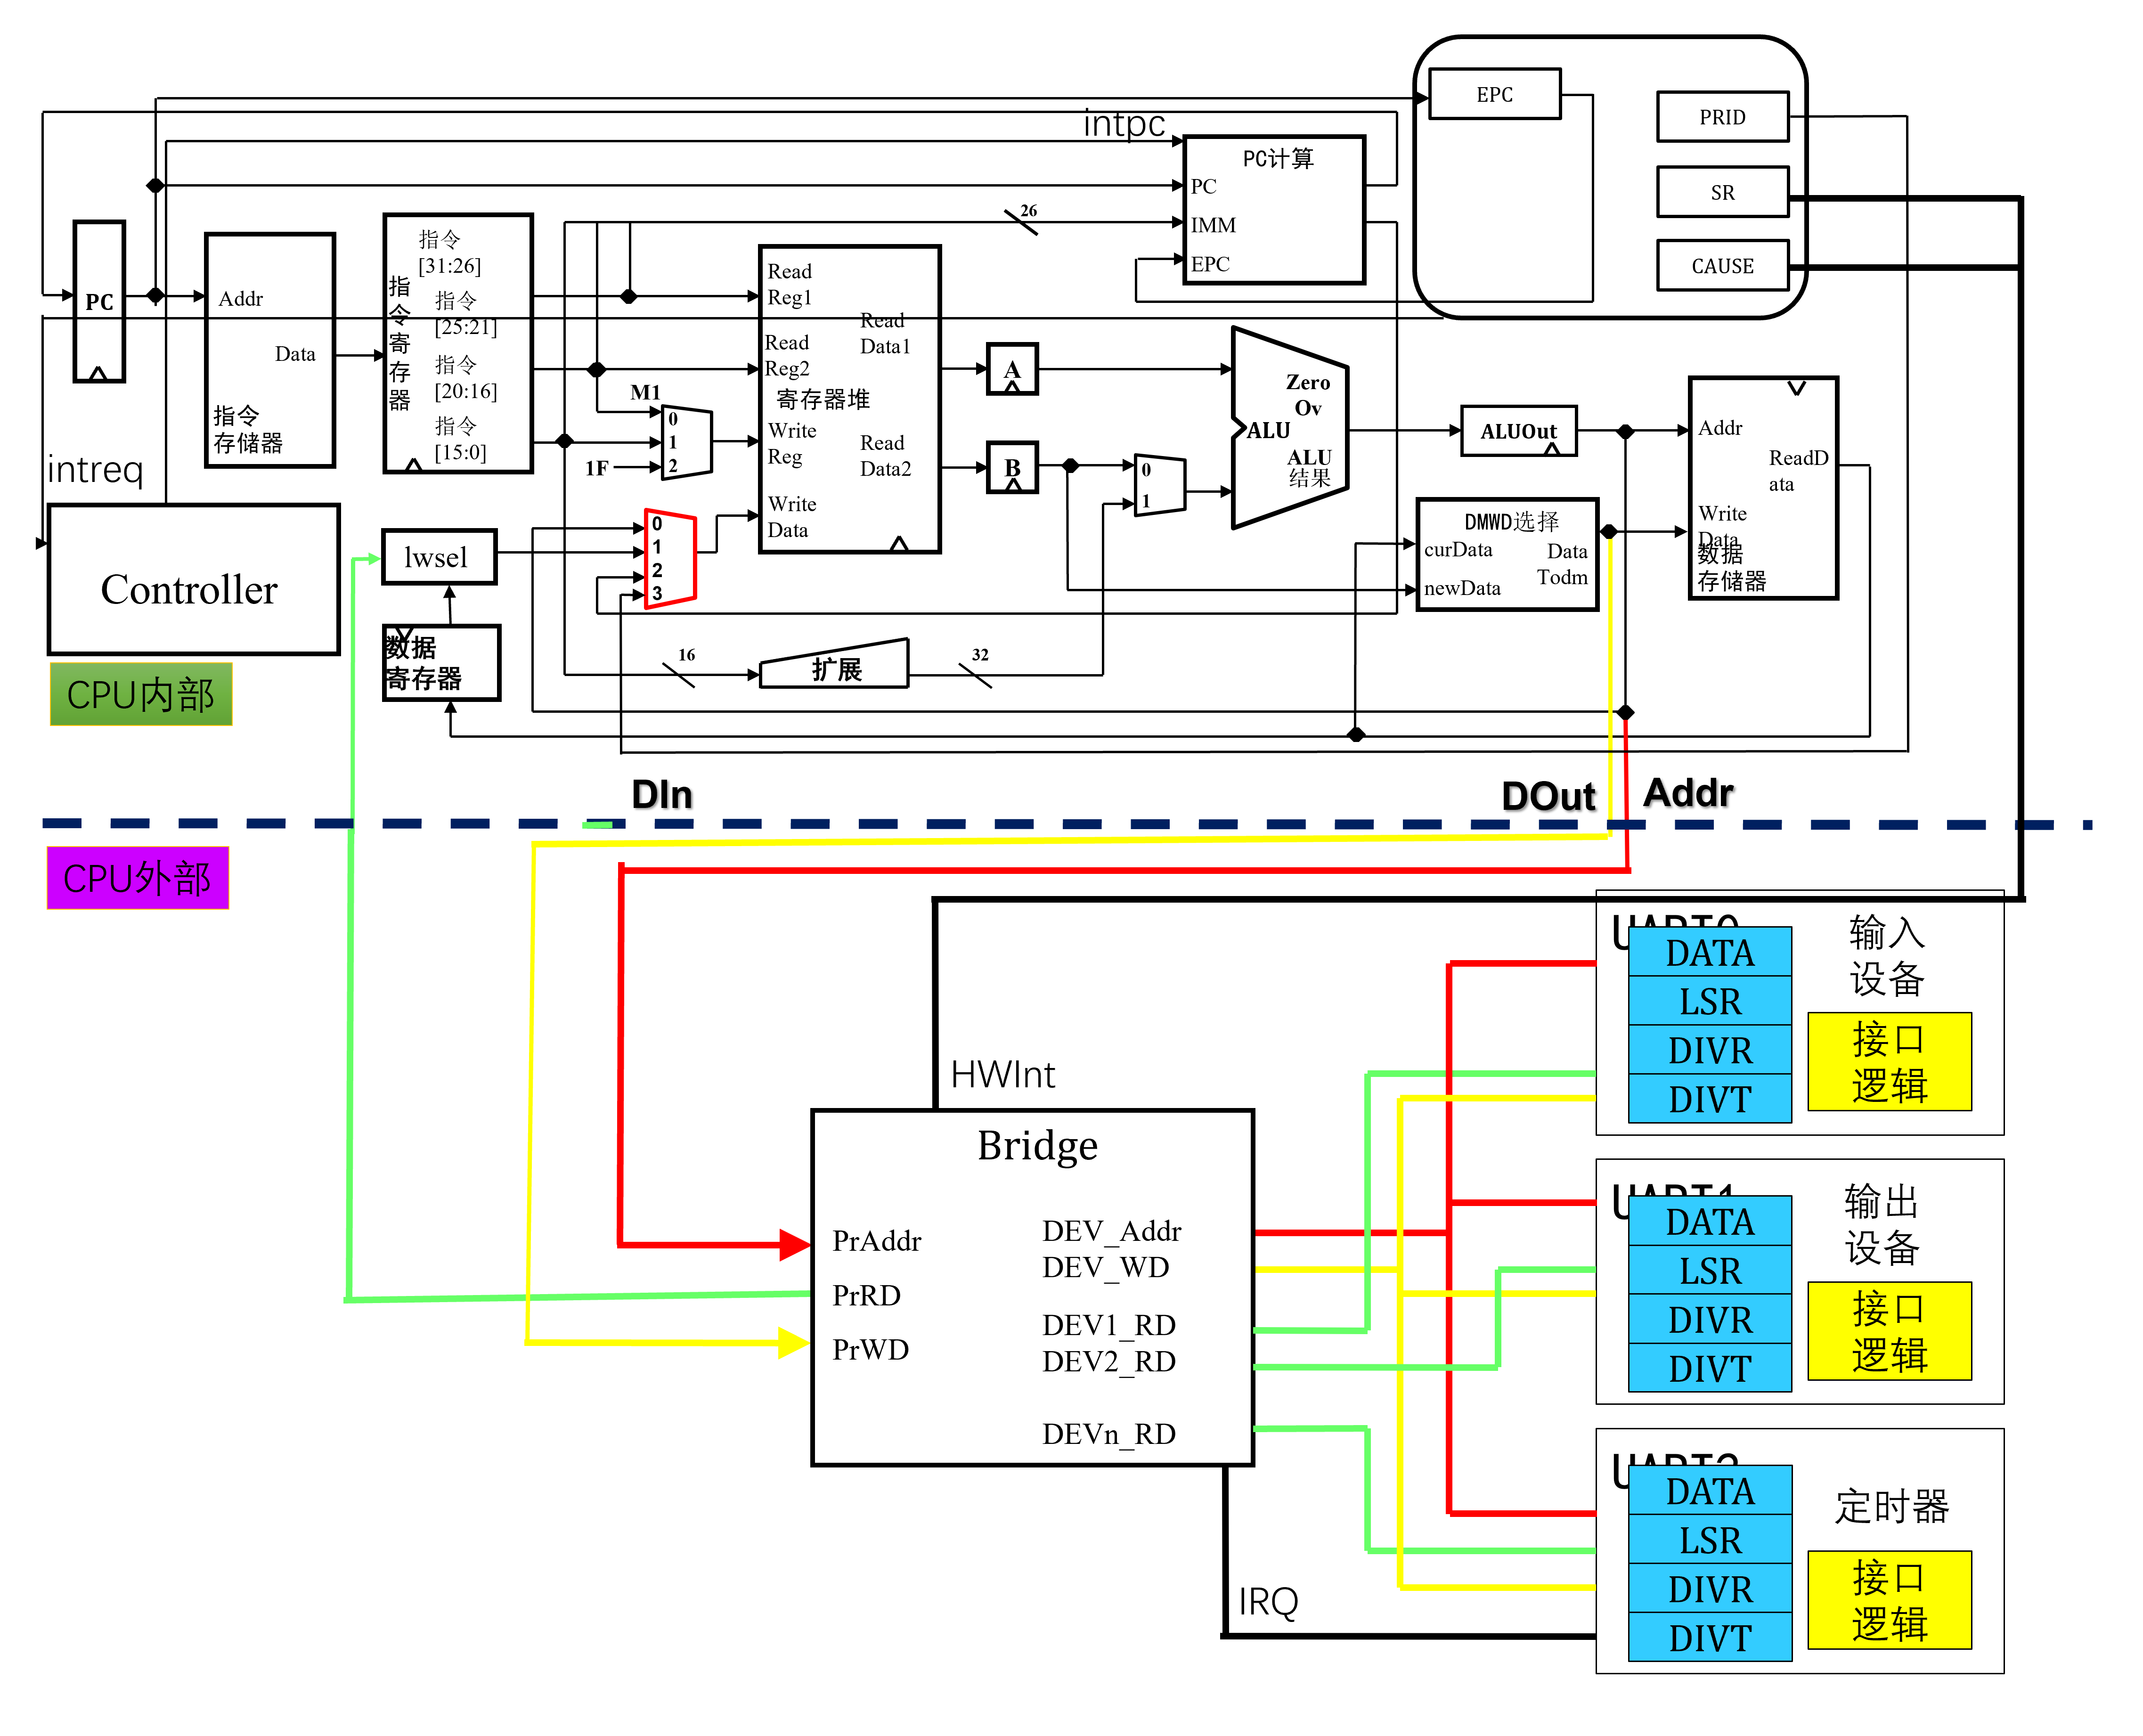 intpc
EPC
PRID
SR
CAUSE
PC计算
PC
IMM
EPC
26
PC
Addr
Data
指令
存储器
指令寄存器
指令
[31:26]
指令
[25:21]
指令
[20:16]
指令
[15:0]
Read
Reg1
Read
Data1
Read
Reg2
寄存器堆
Write
Reg
Read
Data2
Write
Data
M1
0
1
2
1F
0
1
2
3
A
B
0
1
Zero
Ov
ALU
ALU
结果
ALUOut
Addr
ReadD
ata
Write
Data
数据
存储器
DMWD选择
curData
Data
Todm
newData
intreq
Controller
lwsel
数据
寄存器
16
扩展
32
CPU内部
DIn
DOut
Addr
CPU外部
HWInt
Bridge
PrAddr
PrRD
PrWD
DEV_Addr
DEV_WD
DEV1_RD
DEV2_RD
DEVn_RD
IRQ
UART0
DATA
LSR
DIVR
DIVT
输入
设备
接口
逻辑
UART1
DATA
LSR
DIVR
DIVT
输出
设备
接口
逻辑
DATA
LSR
DIVR
DIVT
定时器
接口
逻辑